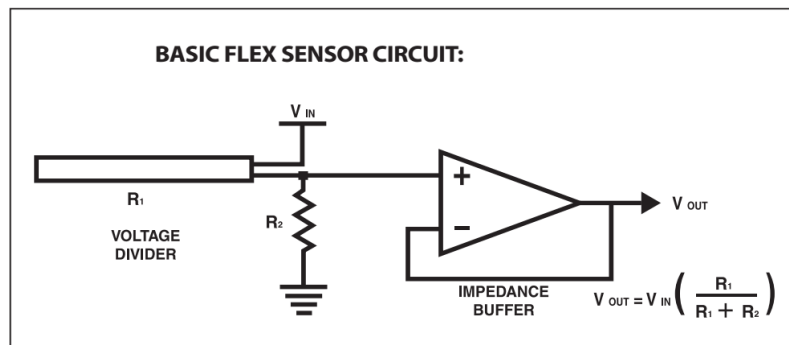 BASIC FLEX SENSOR CIRCUIT:
V IN
R₁
VOLTAGE
DIVIDER
R₂
+
−
V OUT
IMPEDANCE
BUFFER
V OUT = V IN ( R₁ / R₁ + R₂ )